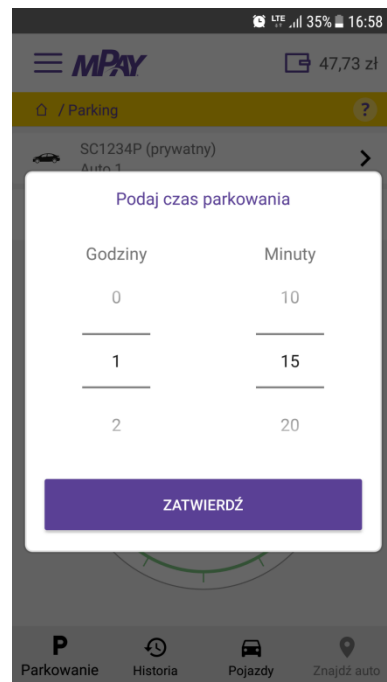 LTE 35% 16:58
mPAY 47,73 zł
/ Parking ?
SC1234P (prywatny)
Auto 1
Podaj czas parkowania
Godziny Minuty
0 10
1 15
2 20
ZATWIERDŹ
P
Parkowanie Historia Pojazdy Znajdź auto